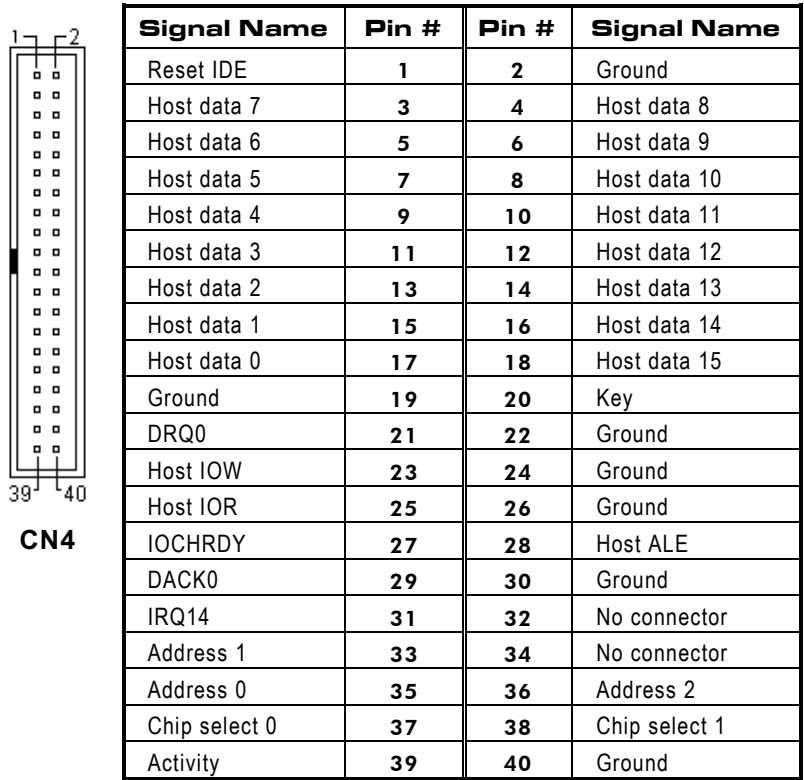 1 2
39 40
CN4
Signal Name Pin # Pin # Signal Name
Reset IDE 1 2 Ground
Host data 7 3 4 Host data 8
Host data 6 5 6 Host data 9
Host data 5 7 8 Host data 10
Host data 4 9 10 Host data 11
Host data 3 11 12 Host data 12
Host data 2 13 14 Host data 13
Host data 1 15 16 Host data 14
Host data 0 17 18 Host data 15
Ground 19 20 Key
DRQ0 21 22 Ground
Host IOW 23 24 Ground
Host IOR 25 26 Ground
IOCHRDY 27 28 Host ALE
DACK0 29 30 Ground
IRQ14 31 32 No connector
Address 1 33 34 No connector
Address 0 35 36 Address 2
Chip select 0 37 38 Chip select 1
Activity 39 40 Ground